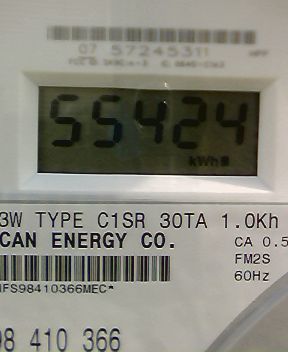 07 57245311
55424
kWh
3W TYPE C1SR 30TA 1.0Kh
CAN ENERGY CO.
CA 0.5
FM2S
60Hz
IFS98410366MEC*
98 410 366